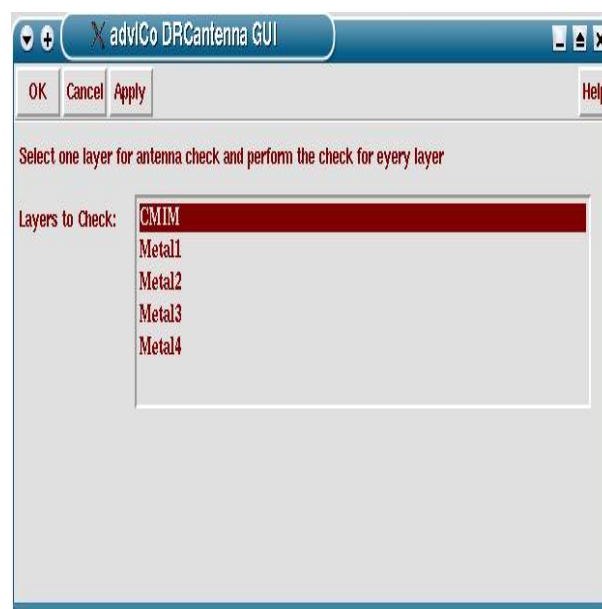 advICo DRCantenna GUI
OK Cancel Apply Help
Select one layer for antenna check and perform the check for eyery layer
Layers to Check:
CMIM
Metal1
Metal2
Metal3
Metal4